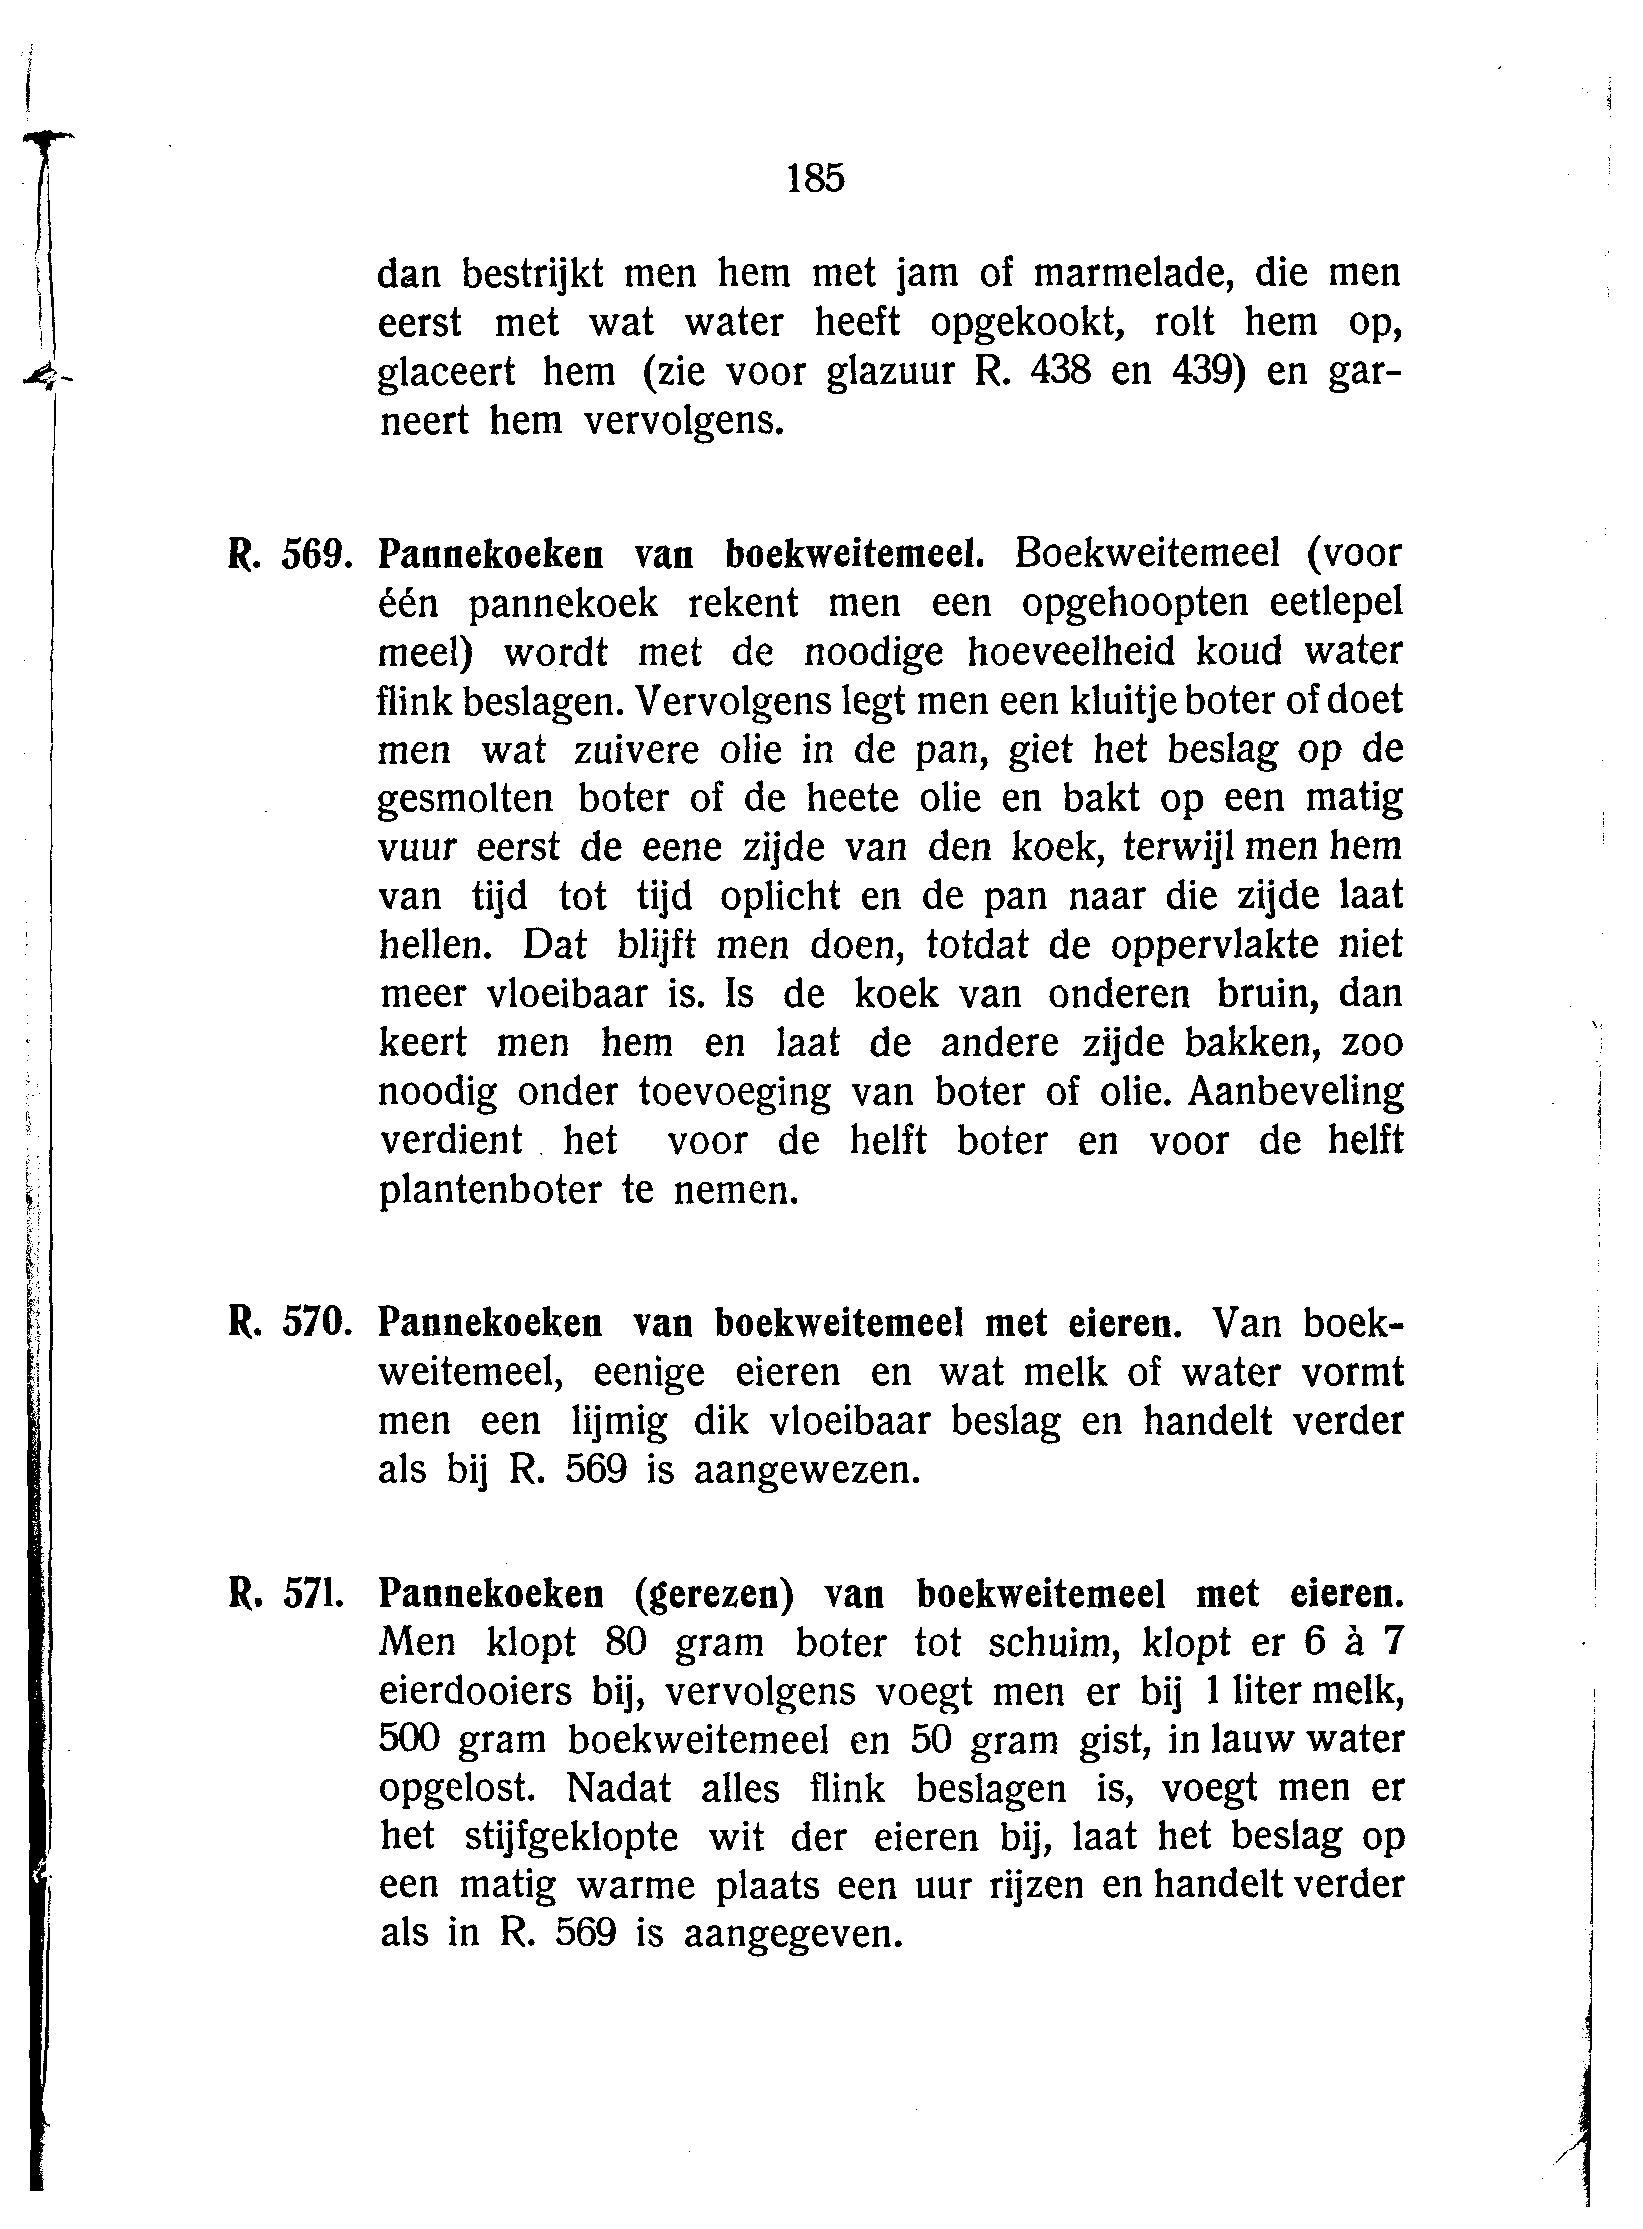 185
dan bestrijkt men hem met jam of marmelade, die men
eerst met wat water heeft opgekookt, rolt hem op,
glaceert hem (zie voor glazuur R. 438 en 439) en gar-
neert hem vervolgens.
R. 569. Pannekoeken van boekweitemeel. Boekweitemeel (voor
één pannekoek rekent men een opgehoopten eetlepel
meel) wordt met de noodige hoeveelheid koud water
flink beslagen. Vervolgens legt men een kluitje boter of doet
men wat zuivere olie in de pan, giet het beslag op de
gesmolten boter of de heete olie en bakt op een matig
vuur eerst de eene zijde van den koek, terwijl men hem
van tijd tot tijd oplicht en de pan naar die zijde laat
hellen. Dat blijft men doen, totdat de oppervlakte niet
meer vloeibaar is. Is de koek van onderen bruin, dan
keert men hem en laat de andere zijde bakken, zoo
noodig onder toevoeging van boter of olie. Aanbeveling
verdient het voor de helft boter en voor de helft
plantenboter te nemen.
R. 570. Pannekoeken van boekweitemeel met eieren. Van boek-
weitemeel, eenige eieren en wat melk of water vormt
men een lijmig dik vloeibaar beslag en handelt verder
als bij R. 569 is aangewezen.
R. 571. Pannekoeken (gerezen) van boekweitemeel met eieren.
Men klopt 80 gram boter tot schuim, klopt er 6 à 7
eierdooiers bij, vervolgens voegt men er bij 1 liter melk,
500 gram boekweitemeel en 50 gram gist, in lauw water
opgelost. Nadat alles flink beslagen is, voegt men er
het stijfgeklopte wit der eieren bij, laat het beslag op
een matig warme plaats een uur rijzen en handelt verder
als in R. 569 is aangegeven.